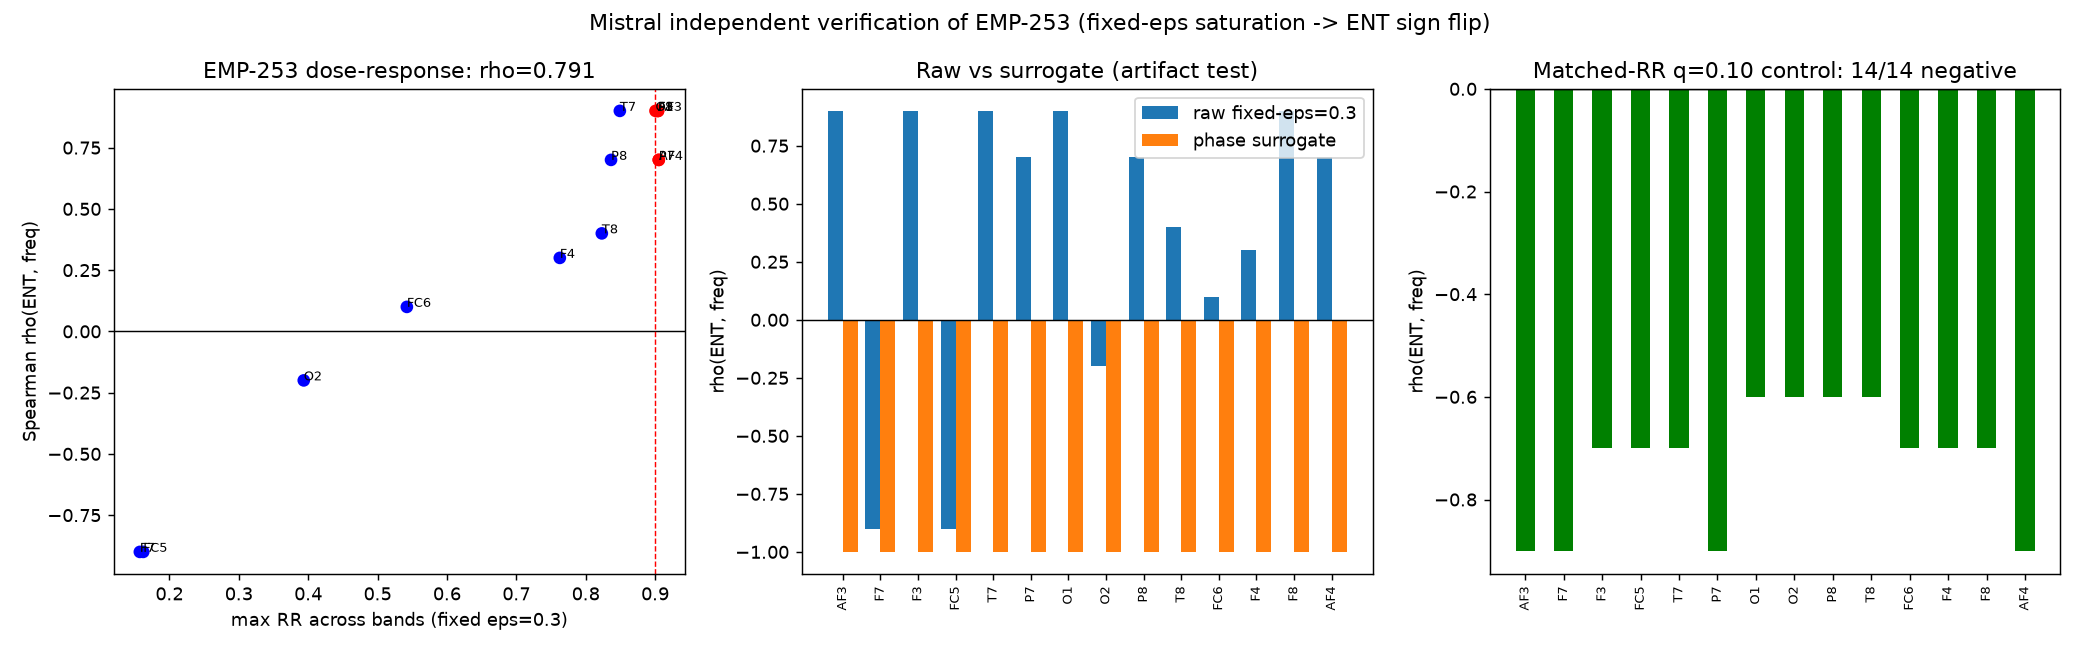 Mistral independent verification of EMP-253 (fixed-eps saturation -> ENT sign flip)
EMP-253 dose-response: rho=0.791
Spearman rho(ENT, freq)
0.75
0.50
0.25
0.00
−0.25
−0.50
−0.75
T7
P8
T8
F4
FC6
O2
FC5
0.2 0.3 0.4 0.5 0.6 0.7 0.8 0.9
max RR across bands (fixed eps=0.3)
Raw vs surrogate (artifact test)
raw fixed-eps=0.3
phase surrogate
rho(ENT, freq)
0.75
0.50
0.25
0.00
−0.25
−0.50
−0.75
−1.00
AF3 F7 F3 FC5 T7 P7 O1 O2 P8 T8 FC6 F4 F8 AF4
Matched-RR q=0.10 control: 14/14 negative
rho(ENT, freq)
0.0
−0.2
−0.4
−0.6
−0.8
AF3 F7 F3 FC5 T7 P7 O1 O2 P8 T8 FC6 F4 F8 AF4